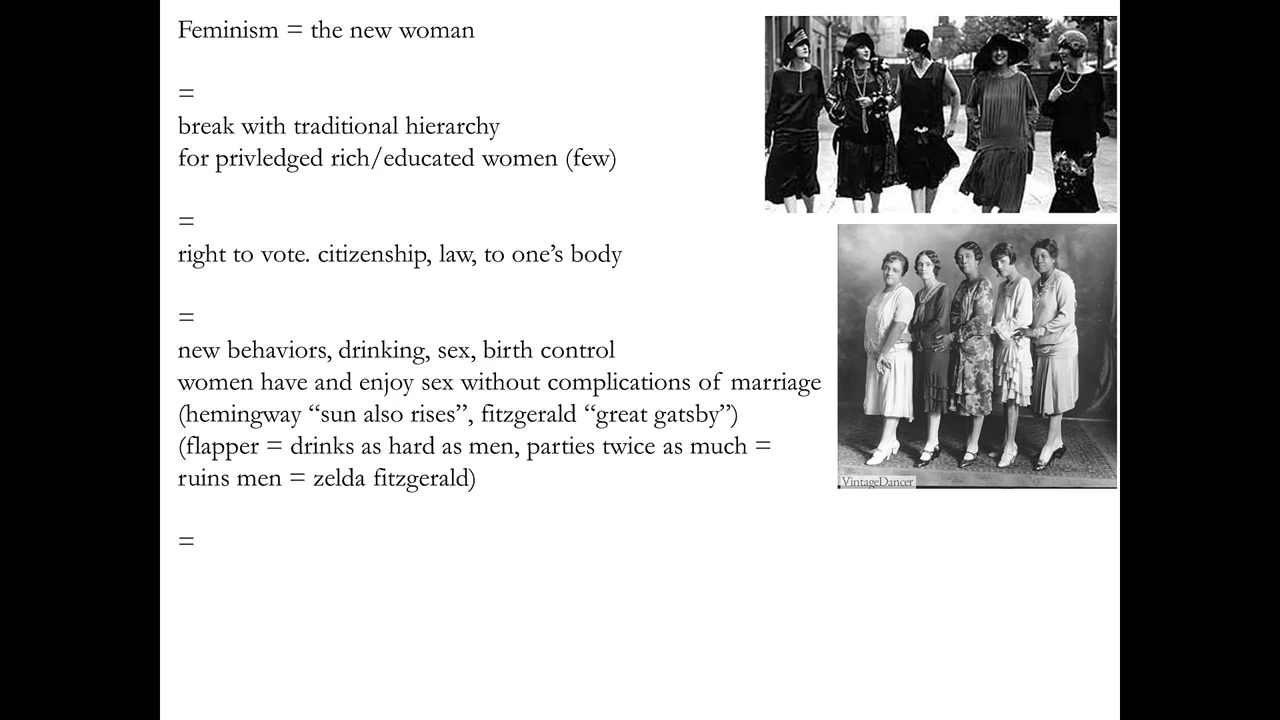 Feminism = the new woman
=
break with traditional hierarchy
for privledged rich/educated women (few)
=
right to vote. citizenship, law, to one’s body
=
new behaviors, drinking, sex, birth control
women have and enjoy sex without complications of marriage
(hemingway “sun also rises”, fitzgerald “great gatsby”)
(flapper = drinks as hard as men, parties twice as much =
ruins men = zelda fitzgerald)
=
VintageDancer